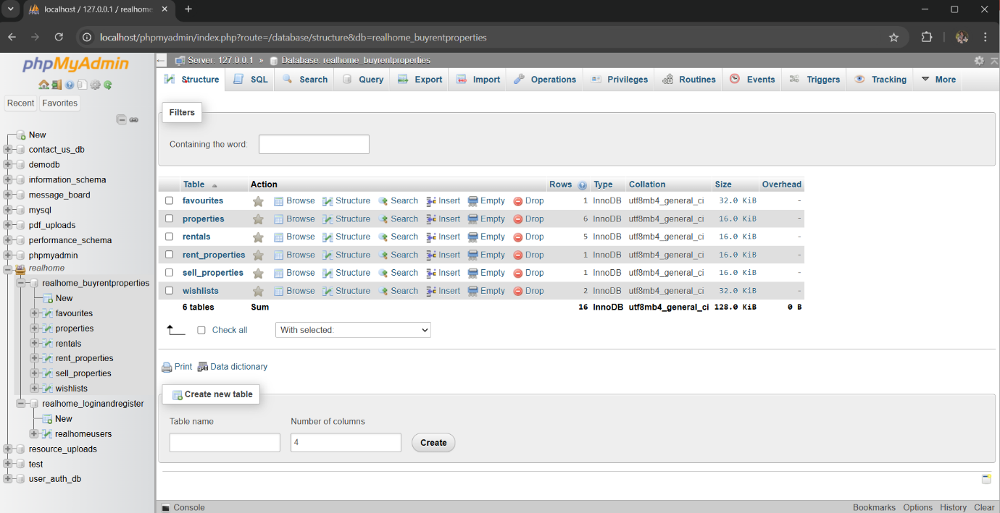 localhost / 127.0.0.1 / realhome
localhost/phpmyadmin/index.php?route=/database/structure&db=realhome_buyrentproperties
phpMyAdmin
Recent Favorites
New
contact_us_db
demodb
information_schema
message_board
mysql
pdf_uploads
performance_schema
phpmyadmin
realhome
realhome_buyrentproperties
New
favourites
properties
rentals
rent_properties
sell_properties
wishlists
realhome_loginandregister
New
realhomeusers
resource_uploads
test
user_auth_db
Server: 127.0.0.1 » Database: realhome_buyrentproperties
Structure SQL Search Query Export Import Operations Privileges Routines Events Triggers Tracking More
Filters
Containing the word:
Table Action Rows Type Collation Size Overhead
favourites Browse Structure Search Insert Empty Drop 1 InnoDB utf8mb4_general_ci 32.0 KiB -
properties Browse Structure Search Insert Empty Drop 6 InnoDB utf8mb4_general_ci 16.0 KiB -
rentals Browse Structure Search Insert Empty Drop 5 InnoDB utf8mb4_general_ci 16.0 KiB -
rent_properties Browse Structure Search Insert Empty Drop 1 InnoDB utf8mb4_general_ci 16.0 KiB -
sell_properties Browse Structure Search Insert Empty Drop 1 InnoDB utf8mb4_general_ci 16.0 KiB -
wishlists Browse Structure Search Insert Empty Drop 2 InnoDB utf8mb4_general_ci 32.0 KiB -
6 tables Sum 16 InnoDB utf8mb4_general_ci 128.0 KiB 0 B
Check all With selected:
Print Data dictionary
Create new table
Table name Number of columns
4 Create
Console Bookmarks Options History Clear